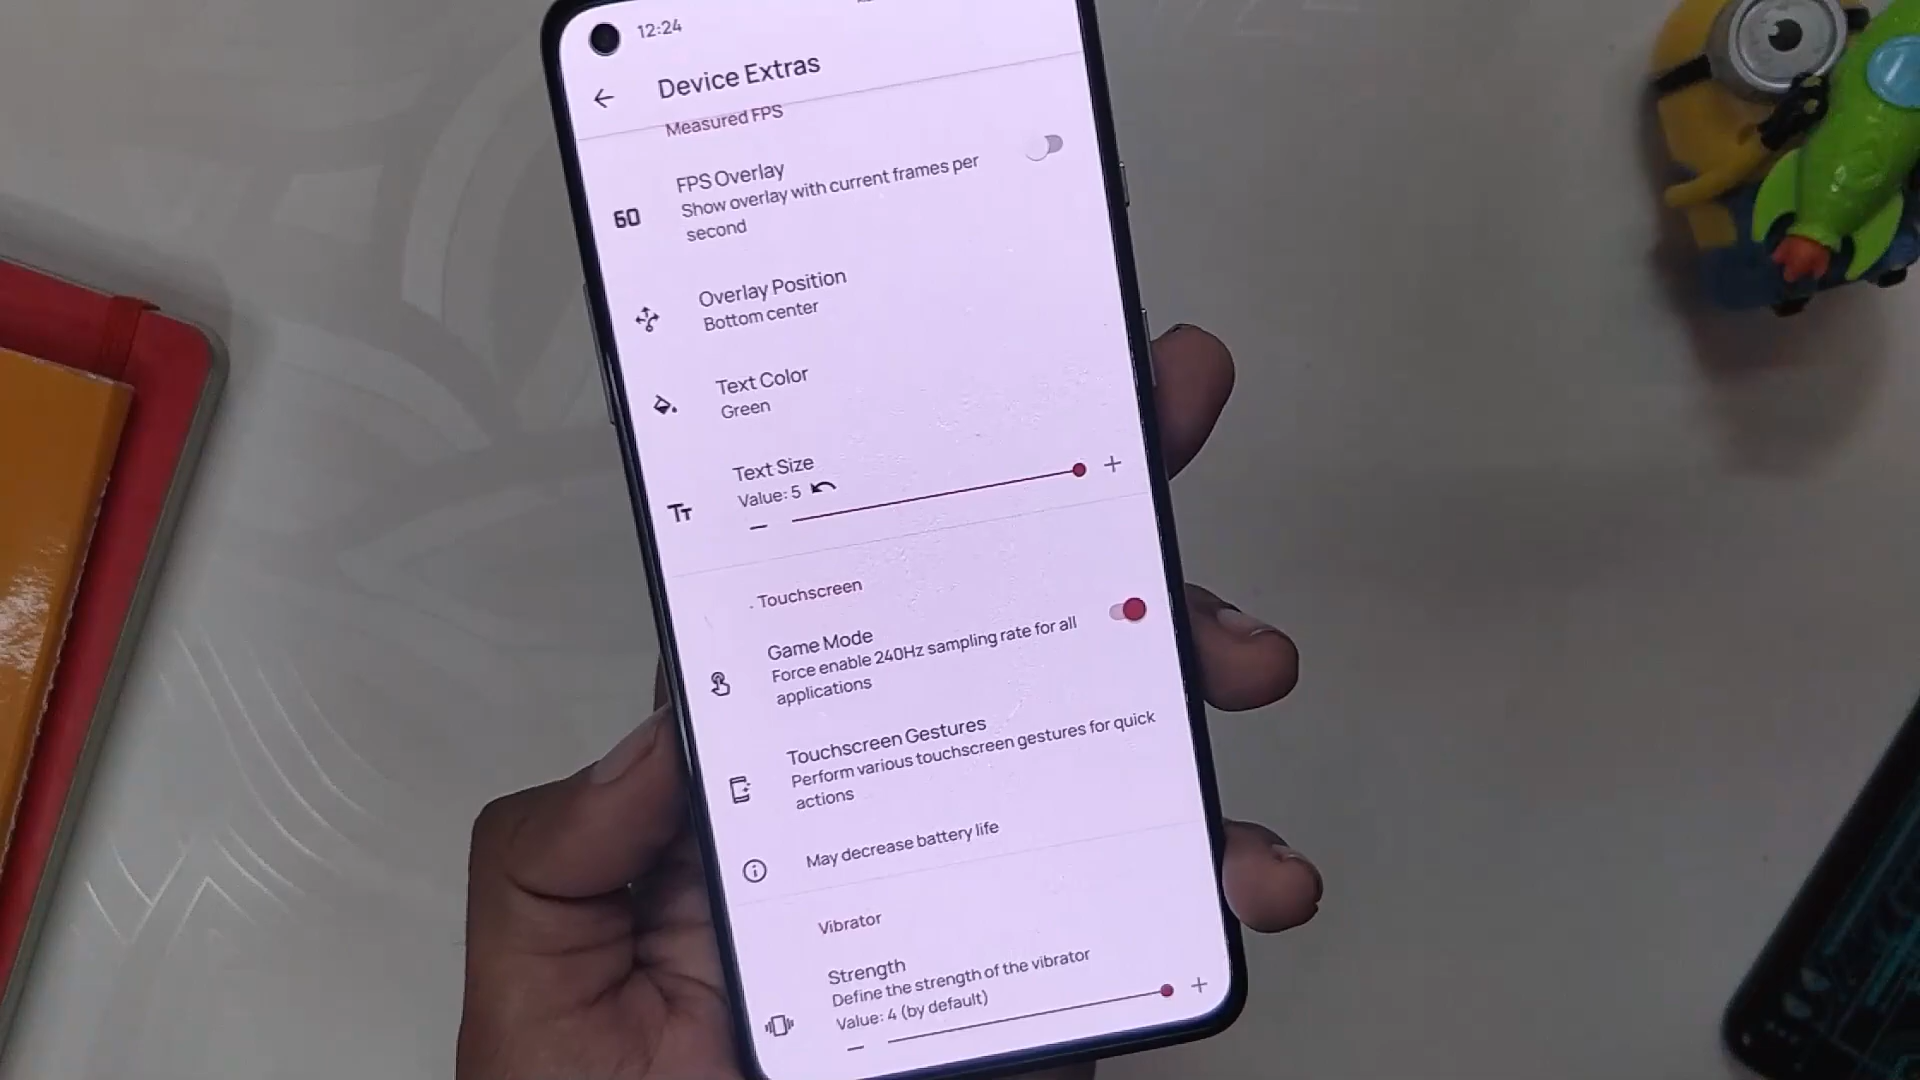 12:24
Device Extras
Measured FPS
FPS Overlay
Show overlay with current frames per
second
60
Overlay Position
Bottom center
Text Color
Green
Text Size
Value: 5
TT
Touchscreen
Game Mode
Force enable 240Hz sampling rate for all
applications
Touchscreen Gestures
Perform various touchscreen gestures for quick
actions
May decrease battery life
Vibrator
Strength
Define the strength of the vibrator
Value: 4 (by default)